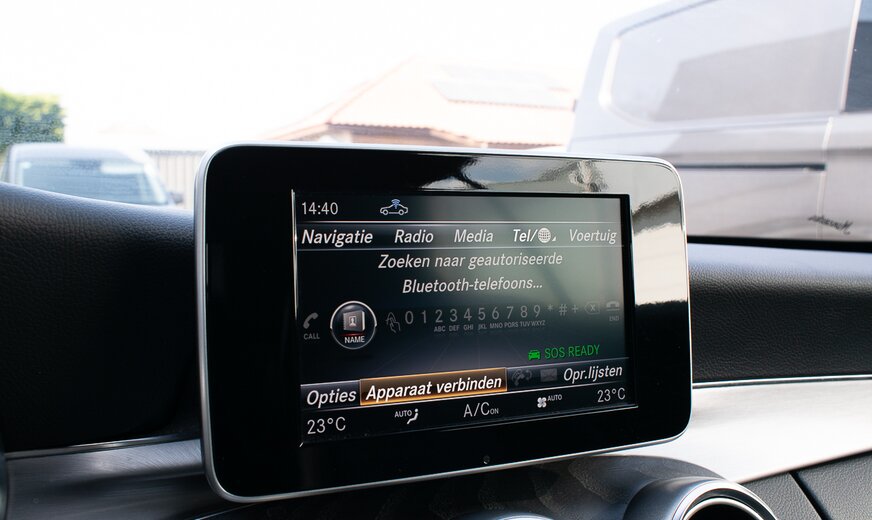 14:40
Navigatie Radio Media Tel/ Voertuig
Zoeken naar geautoriseerde
Bluetooth-telefoons...
0 1 2 3 4 5 6 7 8 9 * # +
ABC DEF GHI JKL MNO PQRS TUV WXYZ
CALL NAME END
SOS READY
Opties Apparaat verbinden Opr.lijsten
23°C AUTO A/C ON AUTO 23°C